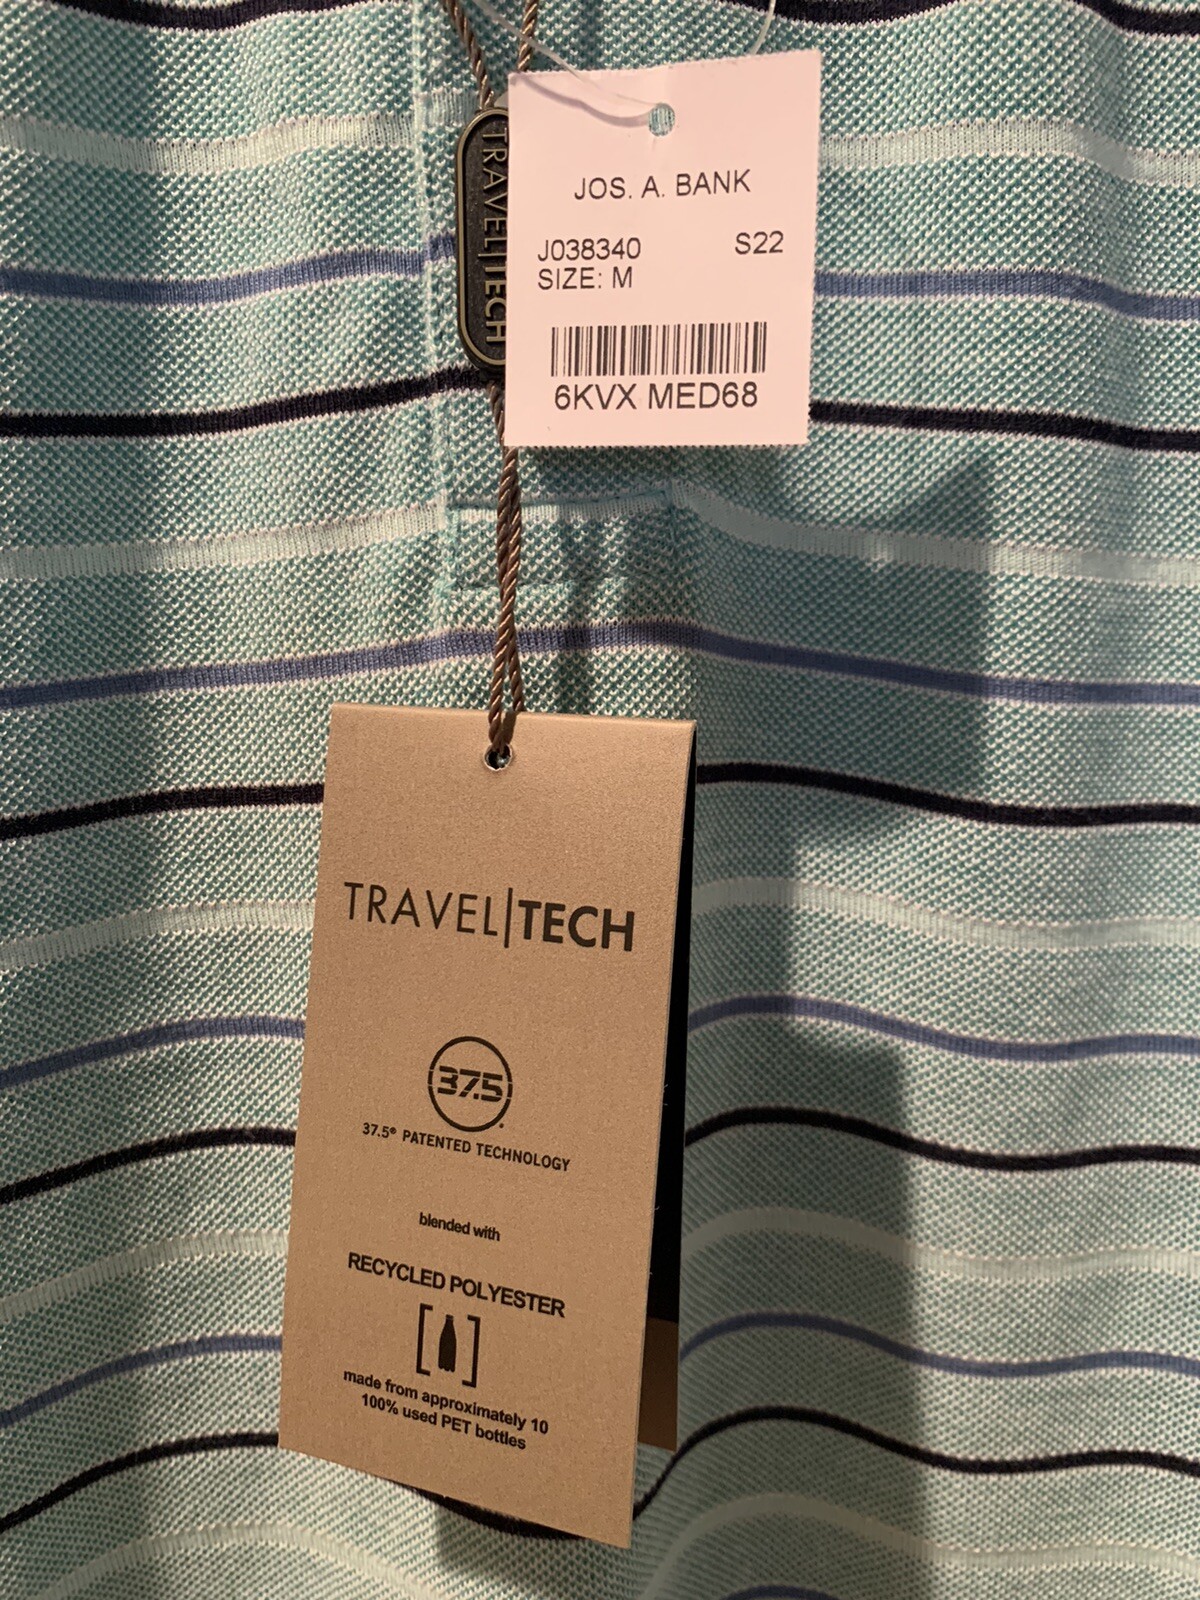 TRAVEL|TECH
JOS. A. BANK
J038340 S22
SIZE: M
6KVX MED68
TRAVEL|TECH
37.5
37.5® PATENTED TECHNOLOGY
blended with
RECYCLED POLYESTER
made from approximately 10
100% used PET bottles